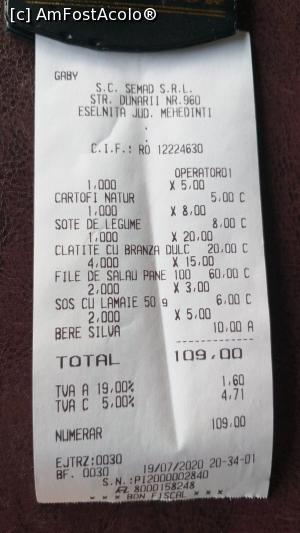 [c] AmFostAcolo®
GABY
S.C. SEMAD S.R.L.
STR. DUNARII NR.960
ESELNITA JUD. MEHEDINTI
.
.
C.I.F.: RO 12224630
OPERATOR01
1,000 X 5,00
CARTOFI NATUR 5,00 C
1,000 X 8,00
SOTE DE LEGUME 8,00 C
1,000 X 20,00
CLATITE CU BRANZA DULC 20,00 C
4,000 X 15,00
FILE DE SALAU PANE 100 60,00 C
2,000 X 3,00
SOS CU LAMAIE 50 g 6,00 C
2,000 X 5,00
BERE SILVA 10,00 A
TOTAL 109,00
TVA A 19,00% 1,60
TVA C 5,00% 4,71
NUMERAR 109,00
EJTRZ:0030
BF. 0030 19/07/2020 20-34-01
S.N.:PI2000002840
8000158248
* * * BON FISCAL * * *